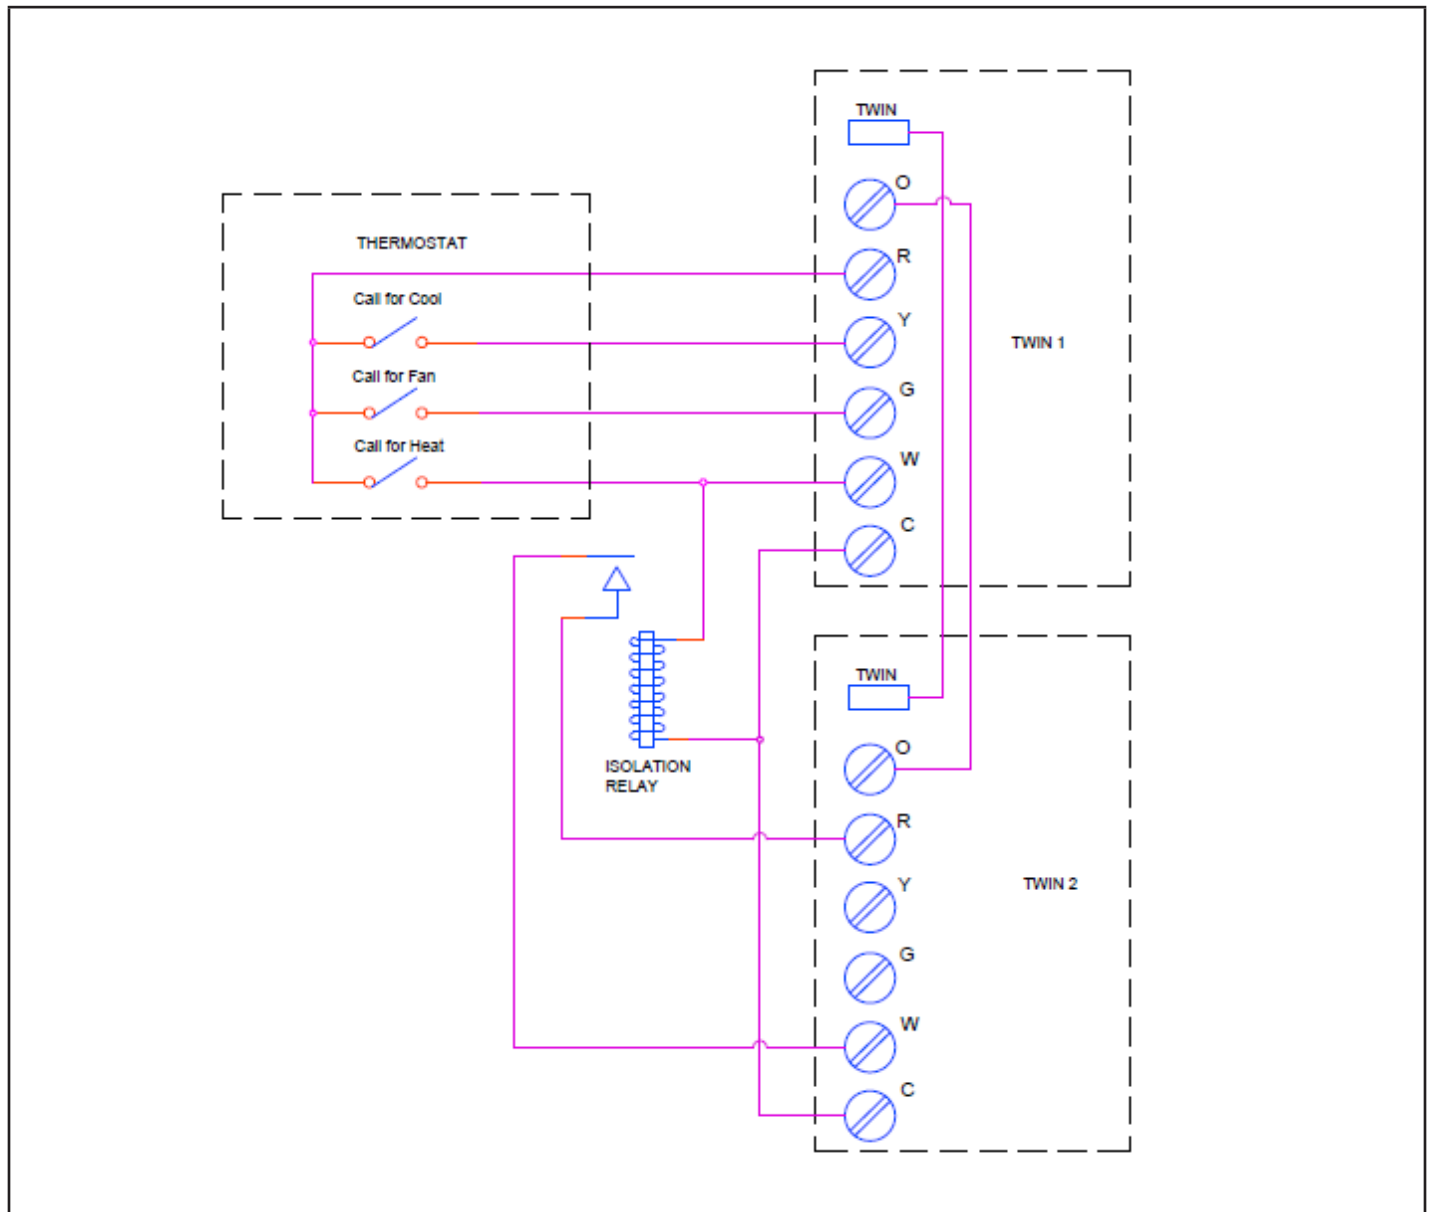 THERMOSTAT
Call for Cool
Call for Fan
Call for Heat
ISOLATION
RELAY
TWIN
O
R
Y
G
W
C
TWIN 1
TWIN
O
R
Y
G
W
C
TWIN 2